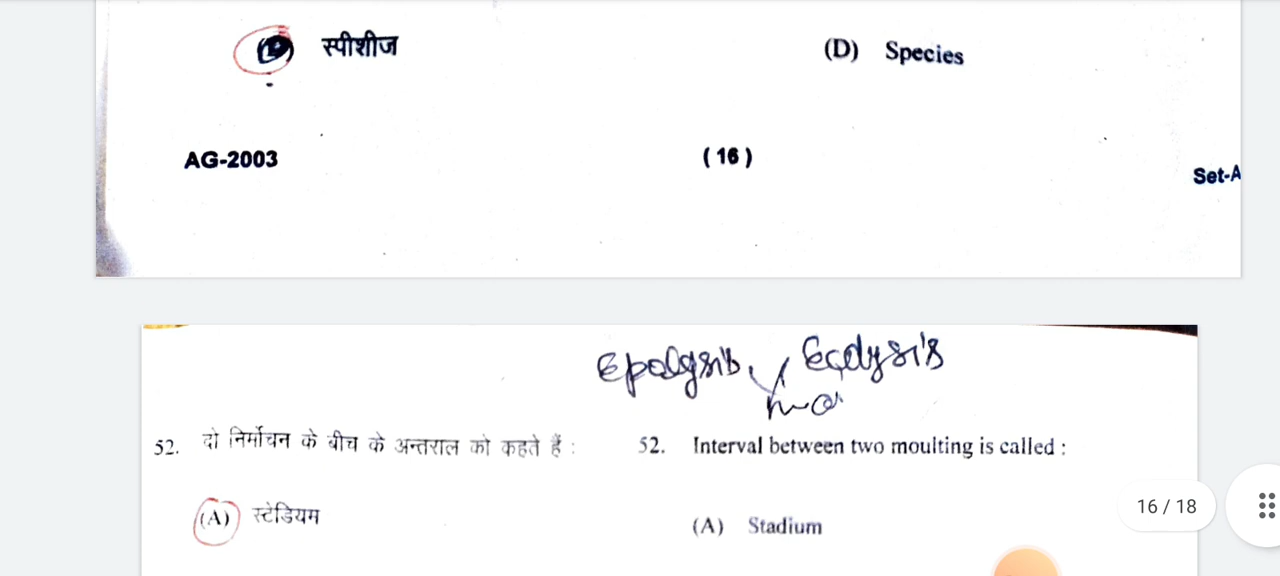 स्पीशीज
(D) Species
AG-2003
(16)
Set-A
Ecdysis
52. दो निर्मोचन के बीच के अन्तराल को कहते हैं :
52. Interval between two moulting is called :
(A) स्टेडियम
(A) Stadium
16 / 18